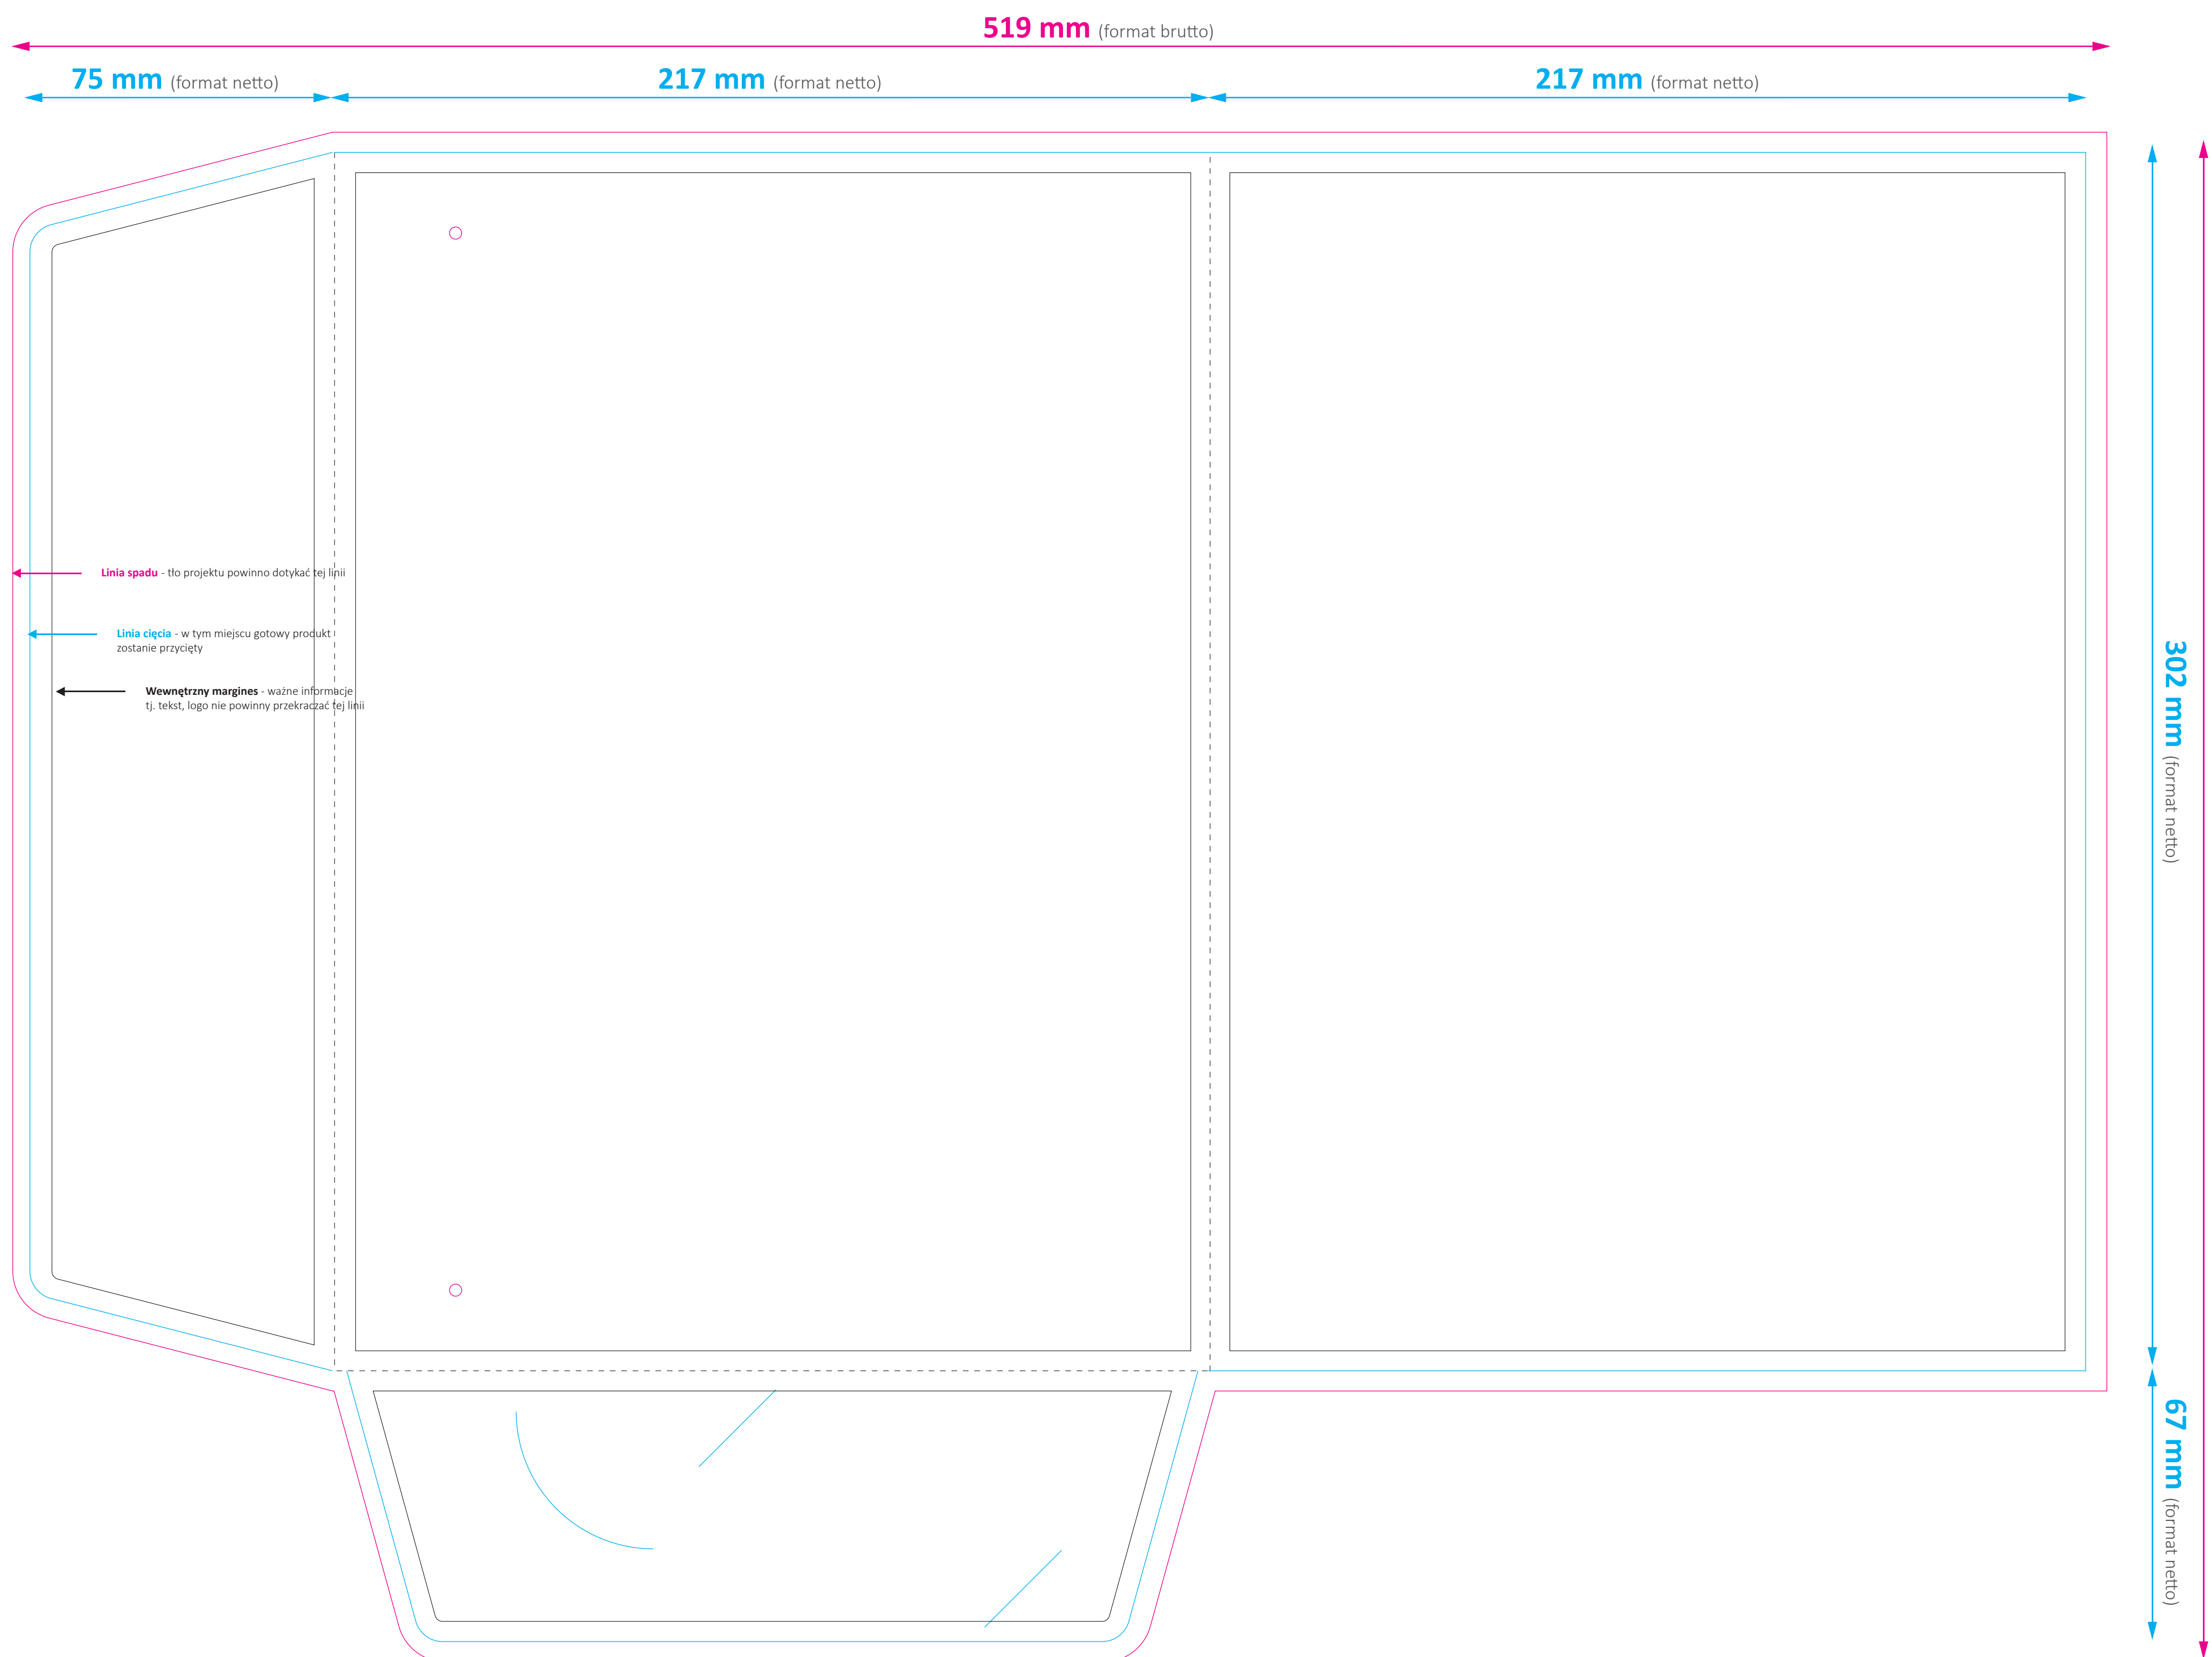 519 mm (format brutto)
75 mm (format netto)
217 mm (format netto)
217 mm (format netto)
Linia spadu - tło projektu powinno dotykać tej linii
Linia cięcia - w tym miejscu gotowy produkt
zostanie przycięty
Wewnętrzny margines - ważne informacje
tj. tekst, logo nie powinny przekraczać tej linii
302 mm (format netto)
67 mm (format netto)